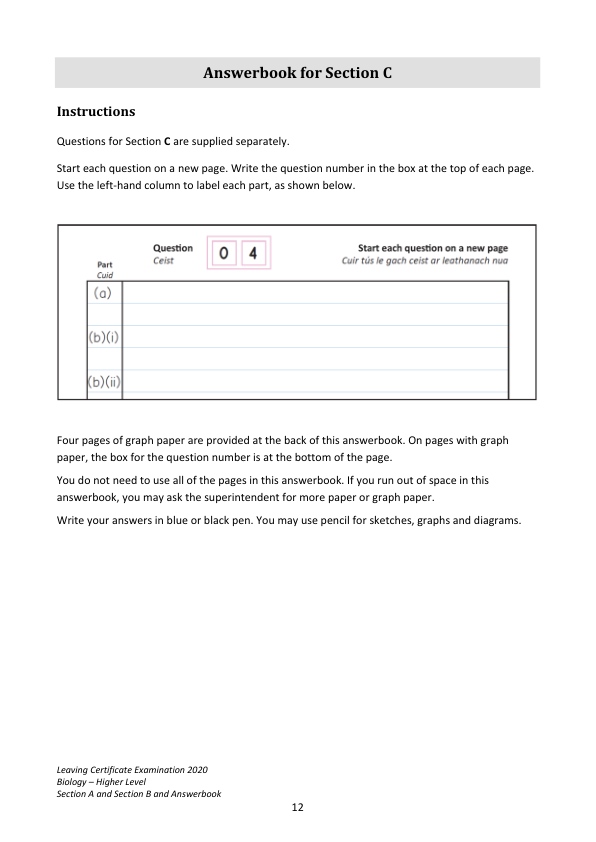 Answerbook for Section C
Instructions
Questions for Section C are supplied separately.
Start each question on a new page. Write the question number in the box at the top of each page.
Use the left-hand column to label each part, as shown below.
Question 0 4 Start each question on a new page
Ceist Cuir tús le gach ceist ar leathanach nua
Part
Cuid
(a)
(b)(i)
(b)(ii)
Four pages of graph paper are provided at the back of this answerbook. On pages with graph
paper, the box for the question number is at the bottom of the page.
You do not need to use all of the pages in this answerbook. If you run out of space in this
answerbook, you may ask the superintendent for more paper or graph paper.
Write your answers in blue or black pen. You may use pencil for sketches, graphs and diagrams.
Leaving Certificate Examination 2020
Biology – Higher Level
Section A and Section B and Answerbook
12